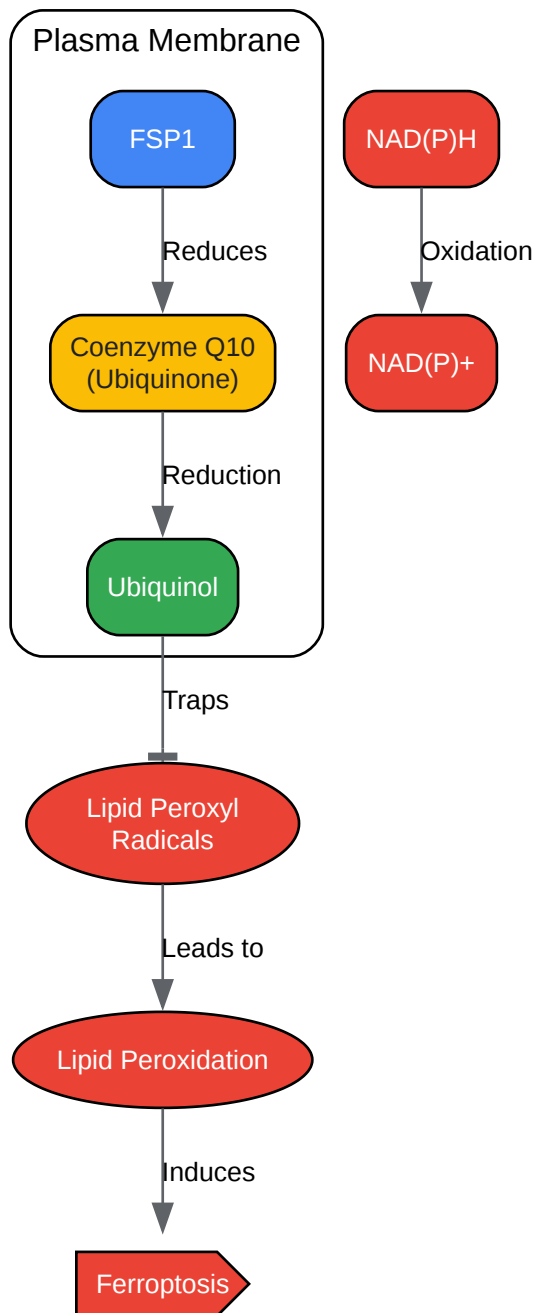 Plasma Membrane
FSP1
NAD(P)H
Reduces
Oxidation
Coenzyme Q10
(Ubiquinone)
NAD(P)+
Reduction
Ubiquinol
Traps
Lipid Peroxyl
Radicals
Leads to
Lipid Peroxidation
Induces
Ferroptosis